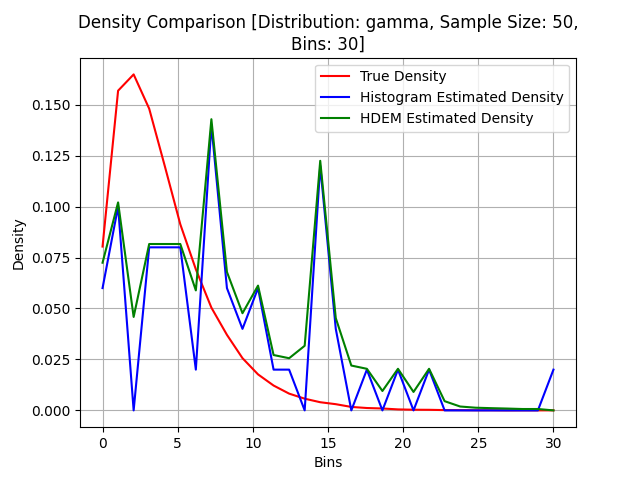 Density Comparison [Distribution: gamma, Sample Size: 50,
Bins: 30]
True Density
Histogram Estimated Density
HDEM Estimated Density
Density
0.150
0.125
0.100
0.075
0.050
0.025
0.000
0 5 10 15 20 25 30
Bins